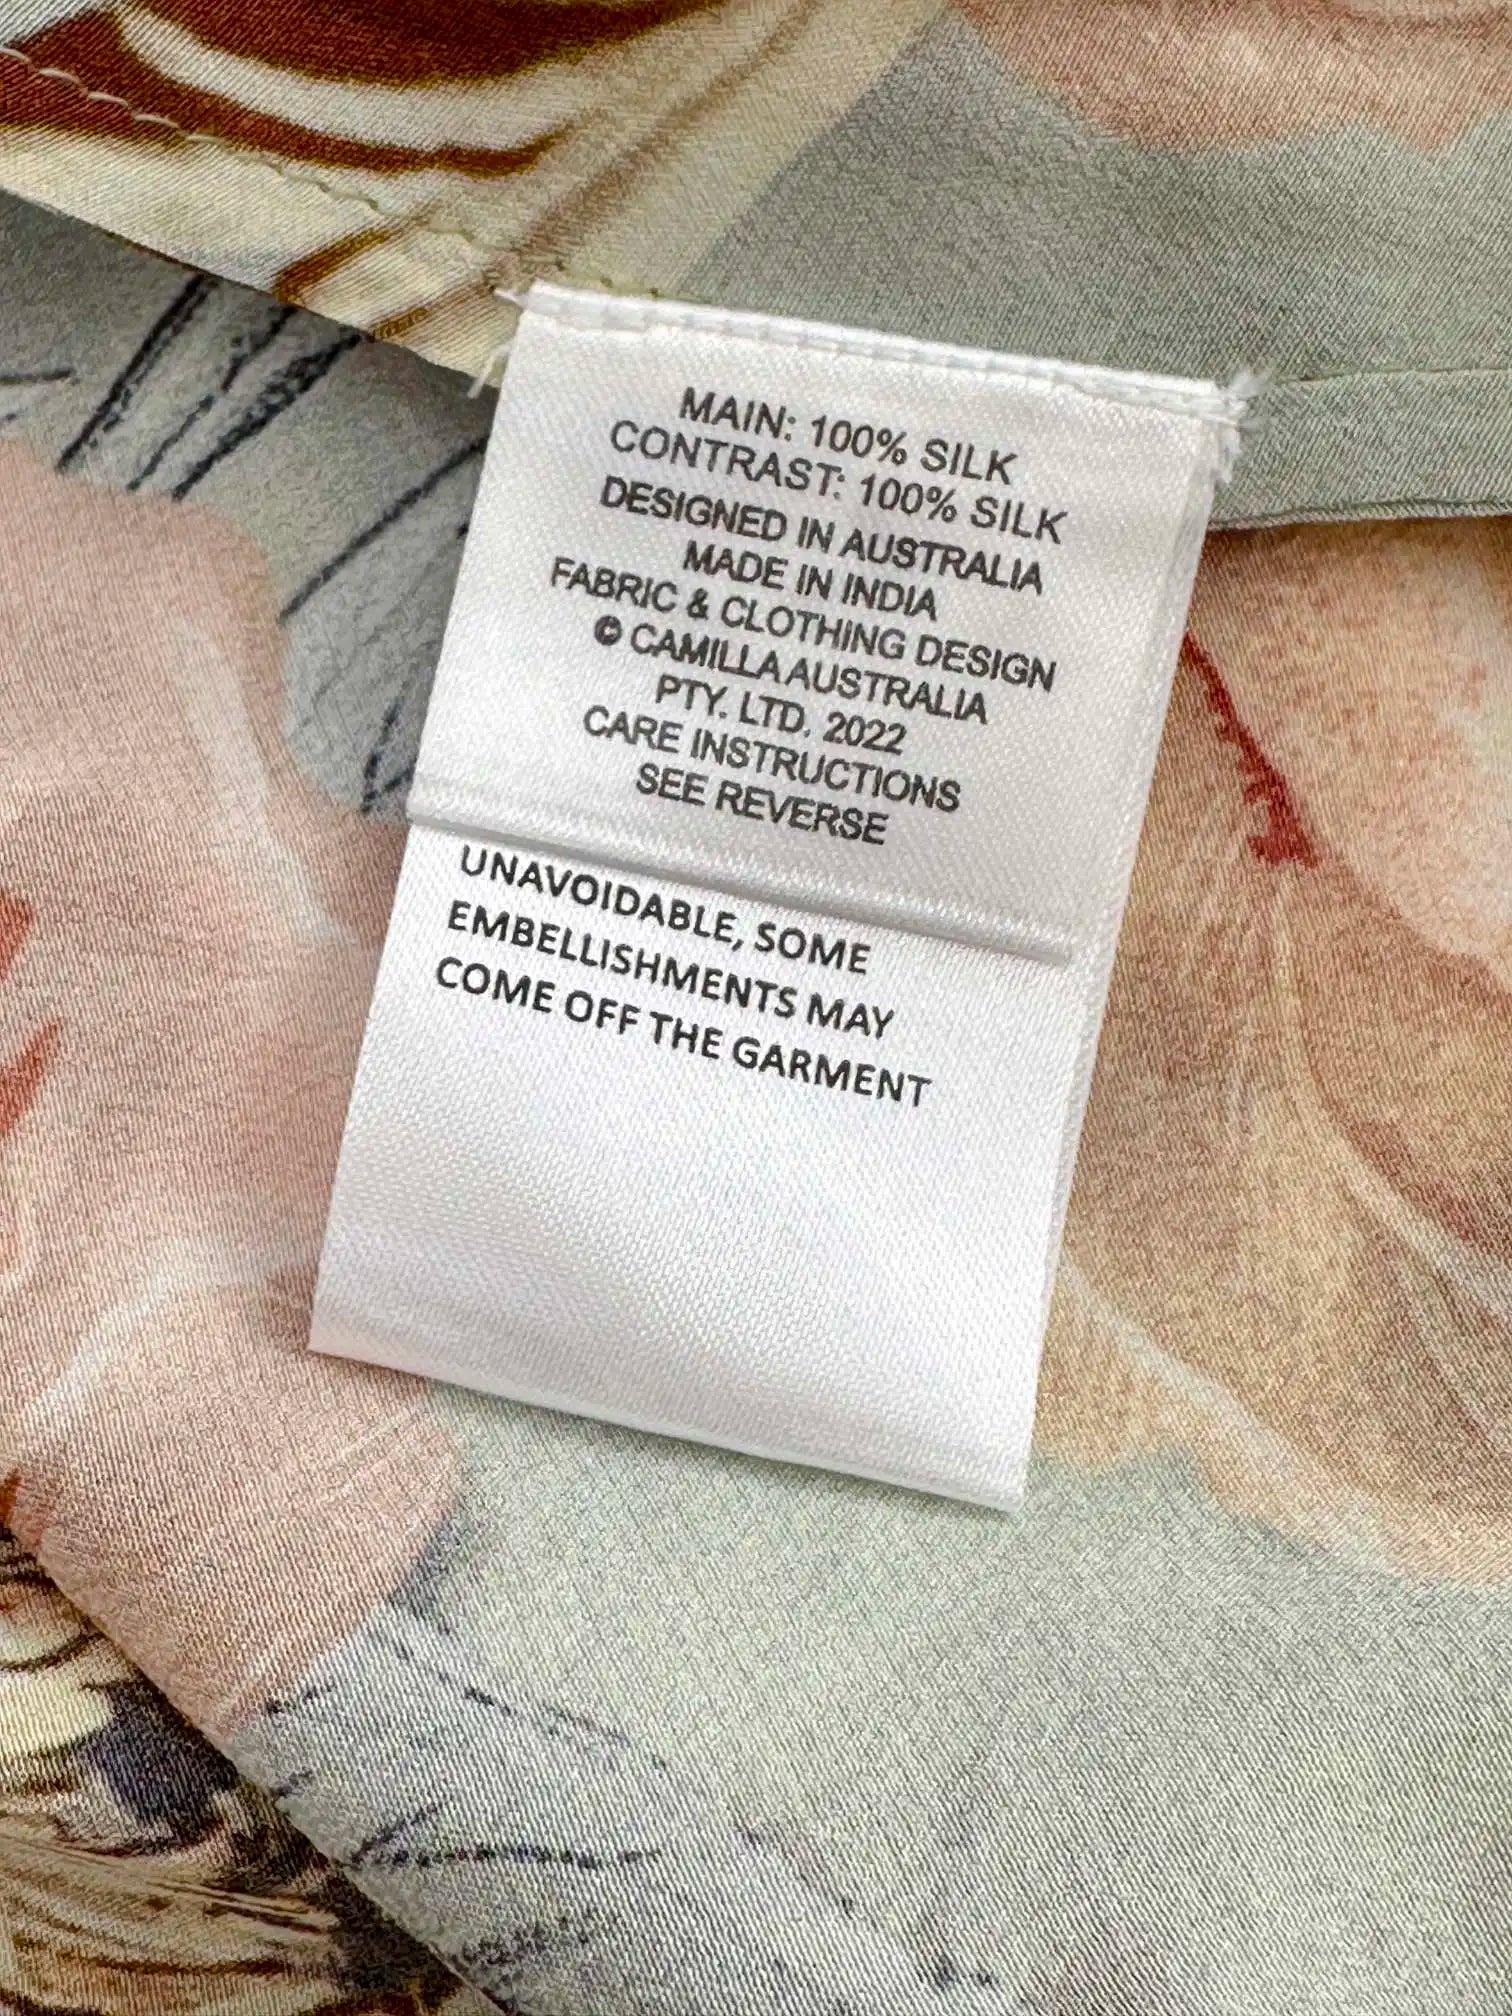 MAIN: 100% SILK
CONTRAST: 100% SILK
DESIGNED IN AUSTRALIA
MADE IN INDIA
FABRIC & CLOTHING DESIGN
© CAMILLA AUSTRALIA
PTY. LTD. 2022
CARE INSTRUCTIONS
SEE REVERSE
UNAVOIDABLE, SOME
EMBELLISHMENTS MAY
COME OFF THE GARMENT